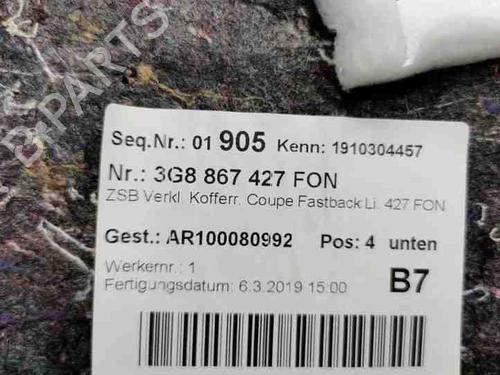 B-PARTS
Seq.Nr.: 01 905 Kenn: 1910304457
Nr.: 3G8 867 427 FON
ZSB Verkl. Kofferr. Coupe Fastback Li. 427 FON
Gest.: AR100080992 Pos: 4 unten
Werkernr.: 1
Fertigungsdatum: 6.3.2019 15:00 B7